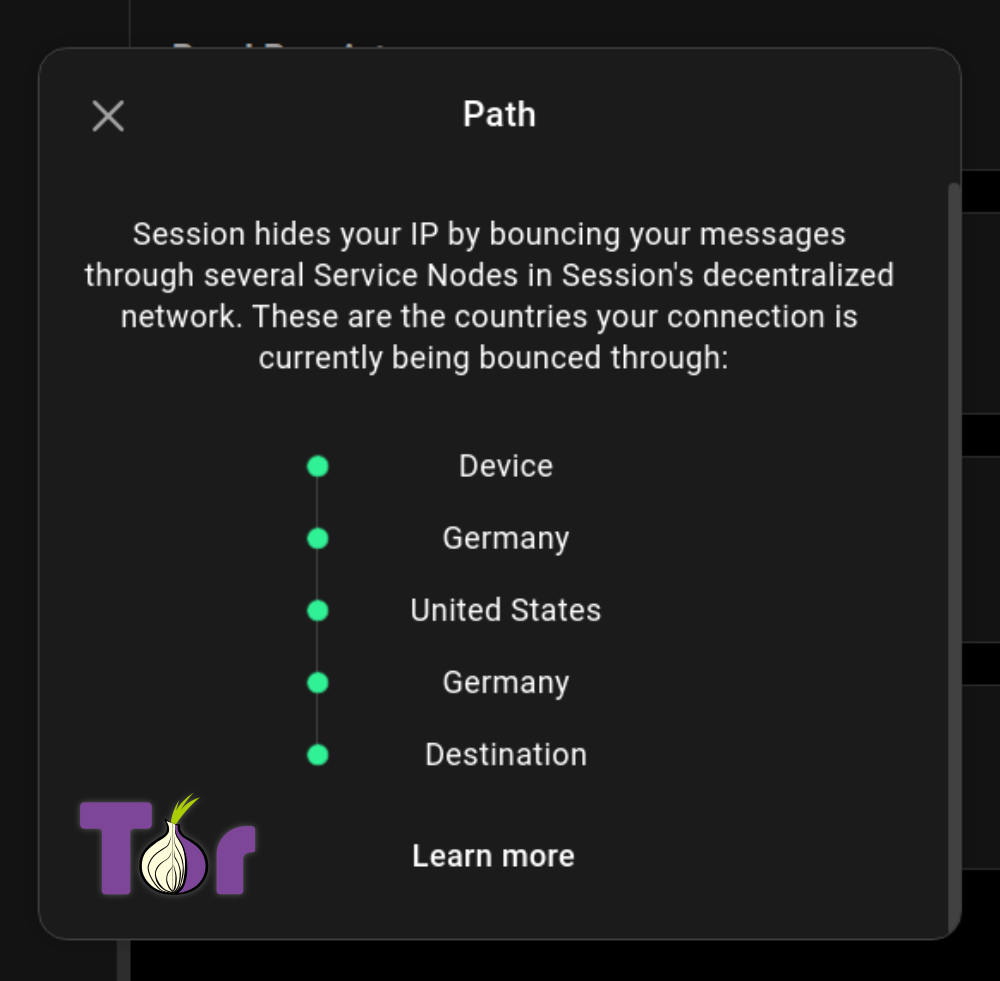 Path
Session hides your IP by bouncing your messages
through several Service Nodes in Session's decentralized
network. These are the countries your connection is
currently being bounced through:
Device
Germany
United States
Germany
Destination
Tor
Learn more